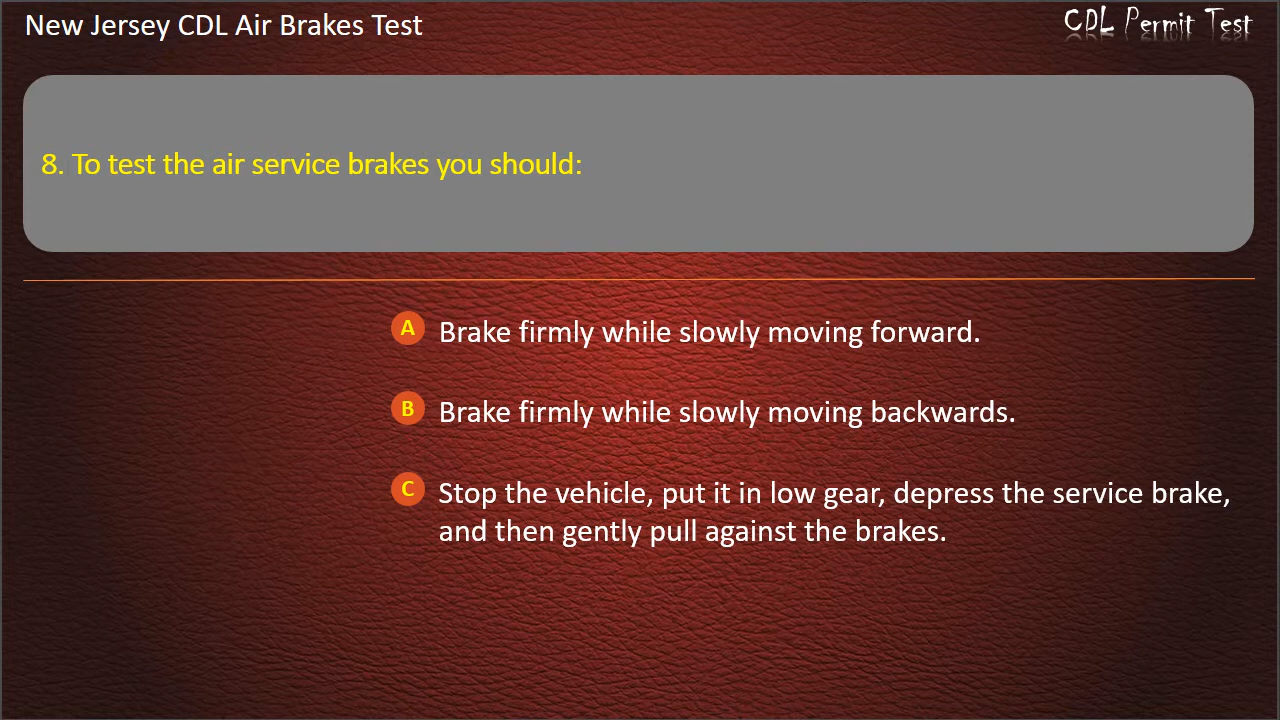 New Jersey CDL Air Brakes Test
CDL Permit Test
8. To test the air service brakes you should:
A Brake firmly while slowly moving forward.
B Brake firmly while slowly moving backwards.
C Stop the vehicle, put it in low gear, depress the service brake,
and then gently pull against the brakes.